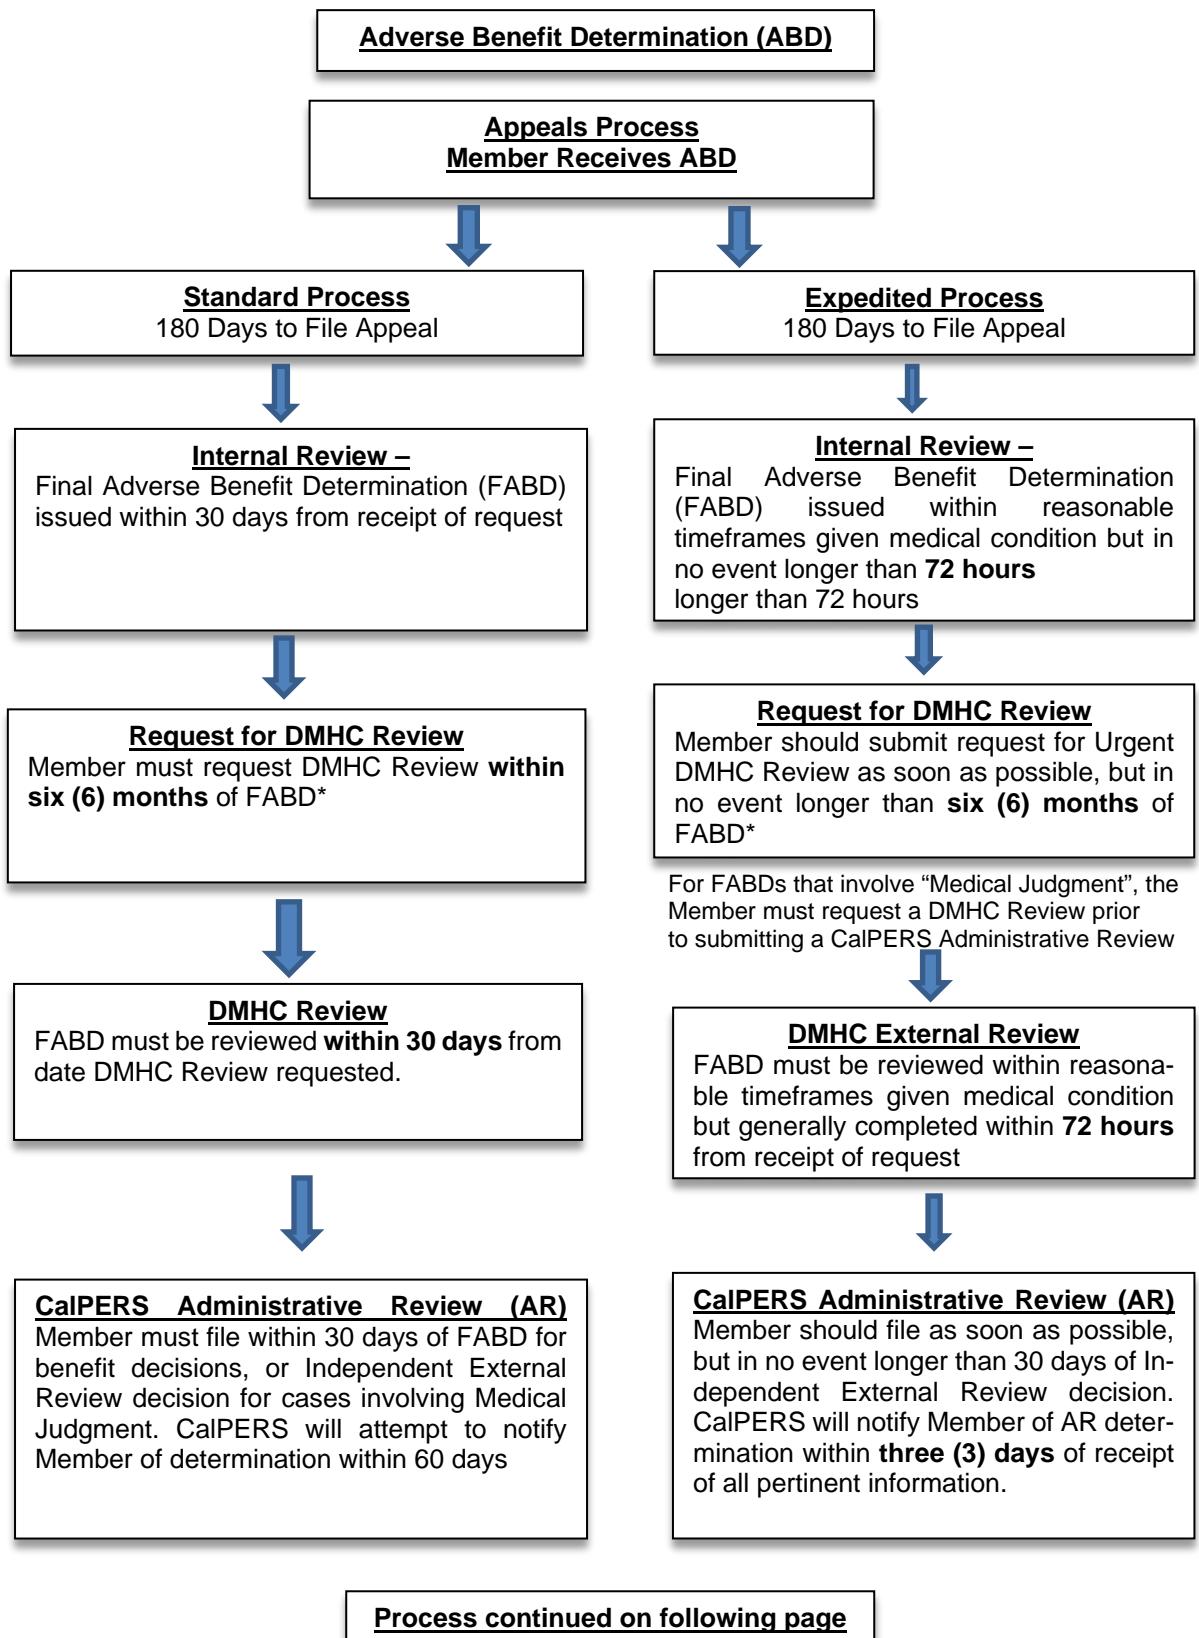 Adverse Benefit Determination (ABD)
Appeals Process
Member Receives ABD
Standard Process
180 Days to File Appeal
Expedited Process
180 Days to File Appeal
Internal Review –
Final Adverse Benefit Determination (FABD)
issued within 30 days from receipt of request
Internal Review –
Final Adverse Benefit Determination
(FABD) issued within reasonable
timeframes given medical condition but in
no event longer than 72 hours
longer than 72 hours
Request for DMHC Review
Member must request DMHC Review within
six (6) months of FABD*
Request for DMHC Review
Member should submit request for Urgent
DMHC Review as soon as possible, but in
no event longer than six (6) months of
FABD*
For FABDs that involve “Medical Judgment”, the
Member must request a DMHC Review prior
to submitting a CalPERS Administrative Review
DMHC Review
FABD must be reviewed within 30 days from
date DMHC Review requested.
DMHC External Review
FABD must be reviewed within reasona-
ble timeframes given medical condition
but generally completed within 72 hours
from receipt of request
CalPERS Administrative Review (AR)
Member must file within 30 days of FABD for
benefit decisions, or Independent External
Review decision for cases involving Medical
Judgment. CalPERS will attempt to notify
Member of determination within 60 days
CalPERS Administrative Review (AR)
Member should file as soon as possible,
but in no event longer than 30 days of In-
dependent External Review decision.
CalPERS will notify Member of AR deter-
mination within three (3) days of receipt
of all pertinent information.
Process continued on following page